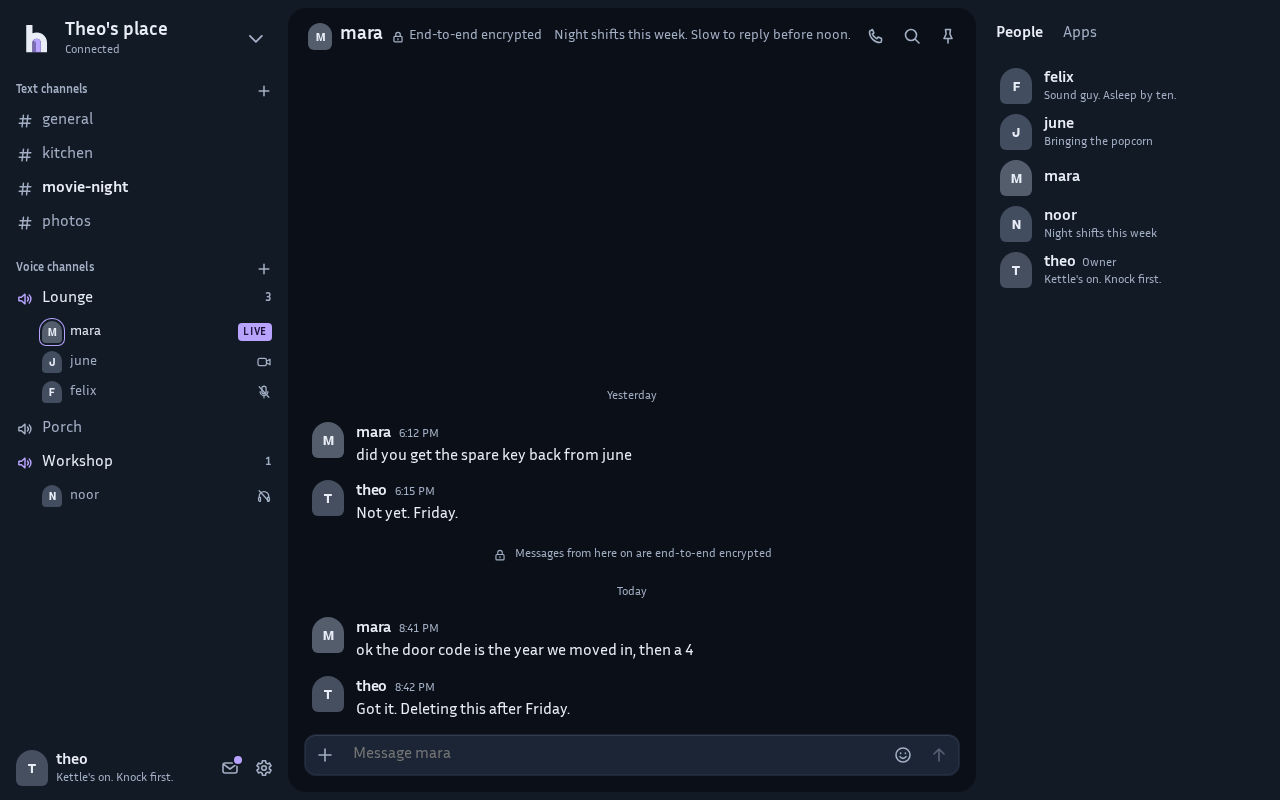 Theo's place
Connected
Text channels
general
kitchen
movie-night
photos
Voice channels
Lounge 3
M mara LIVE
J june
F felix
Porch
Workshop 1
N noor
T theo
Kettle's on. Knock first.
M mara End-to-end encrypted Night shifts this week. Slow to reply before noon.
Yesterday
M mara 6:12 PM
did you get the spare key back from june
T theo 6:15 PM
Not yet. Friday.
Messages from here on are end-to-end encrypted
Today
M mara 8:41 PM
ok the door code is the year we moved in, then a 4
T theo 8:42 PM
Got it. Deleting this after Friday.
Message mara
People Apps
F felix
Sound guy. Asleep by ten.
J june
Bringing the popcorn
M mara
N noor
Night shifts this week
T theo Owner
Kettle's on. Knock first.